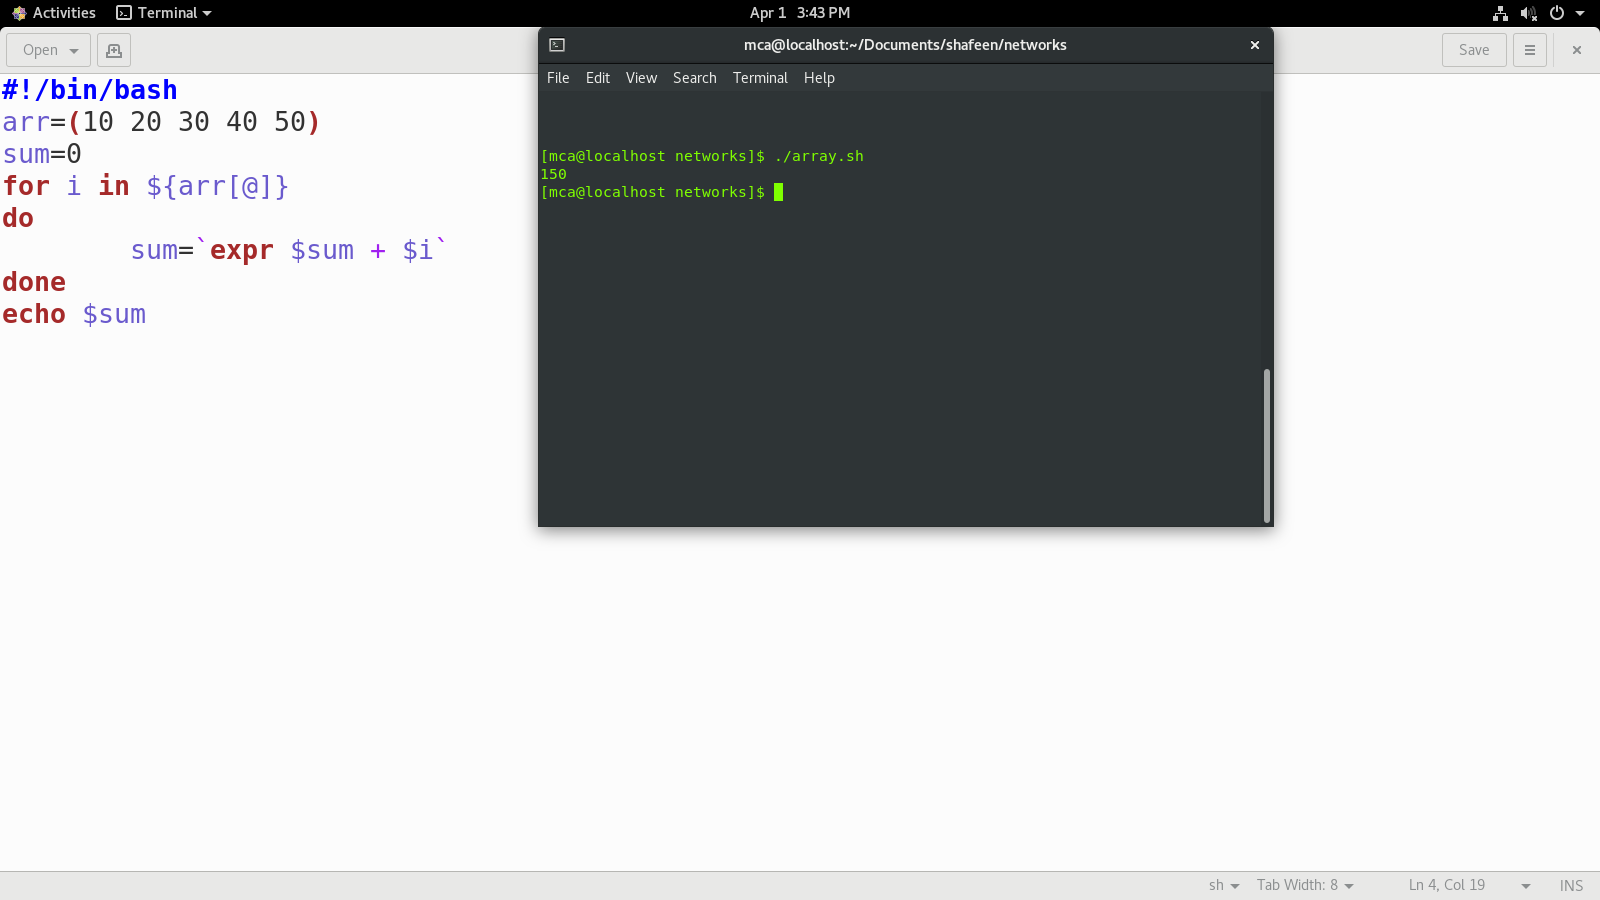 Activities Terminal Apr 1 3:43 PM
Open Save
#!/bin/bash
arr=(10 20 30 40 50)
sum=0
for i in ${arr[@]}
do
        sum=`expr $sum + $i`
done
echo $sum
mca@localhost:~/Documents/shafeen/networks
File Edit View Search Terminal Help
[mca@localhost networks]$ ./array.sh
150
[mca@localhost networks]$
sh Tab Width: 8 Ln 4, Col 19 INS